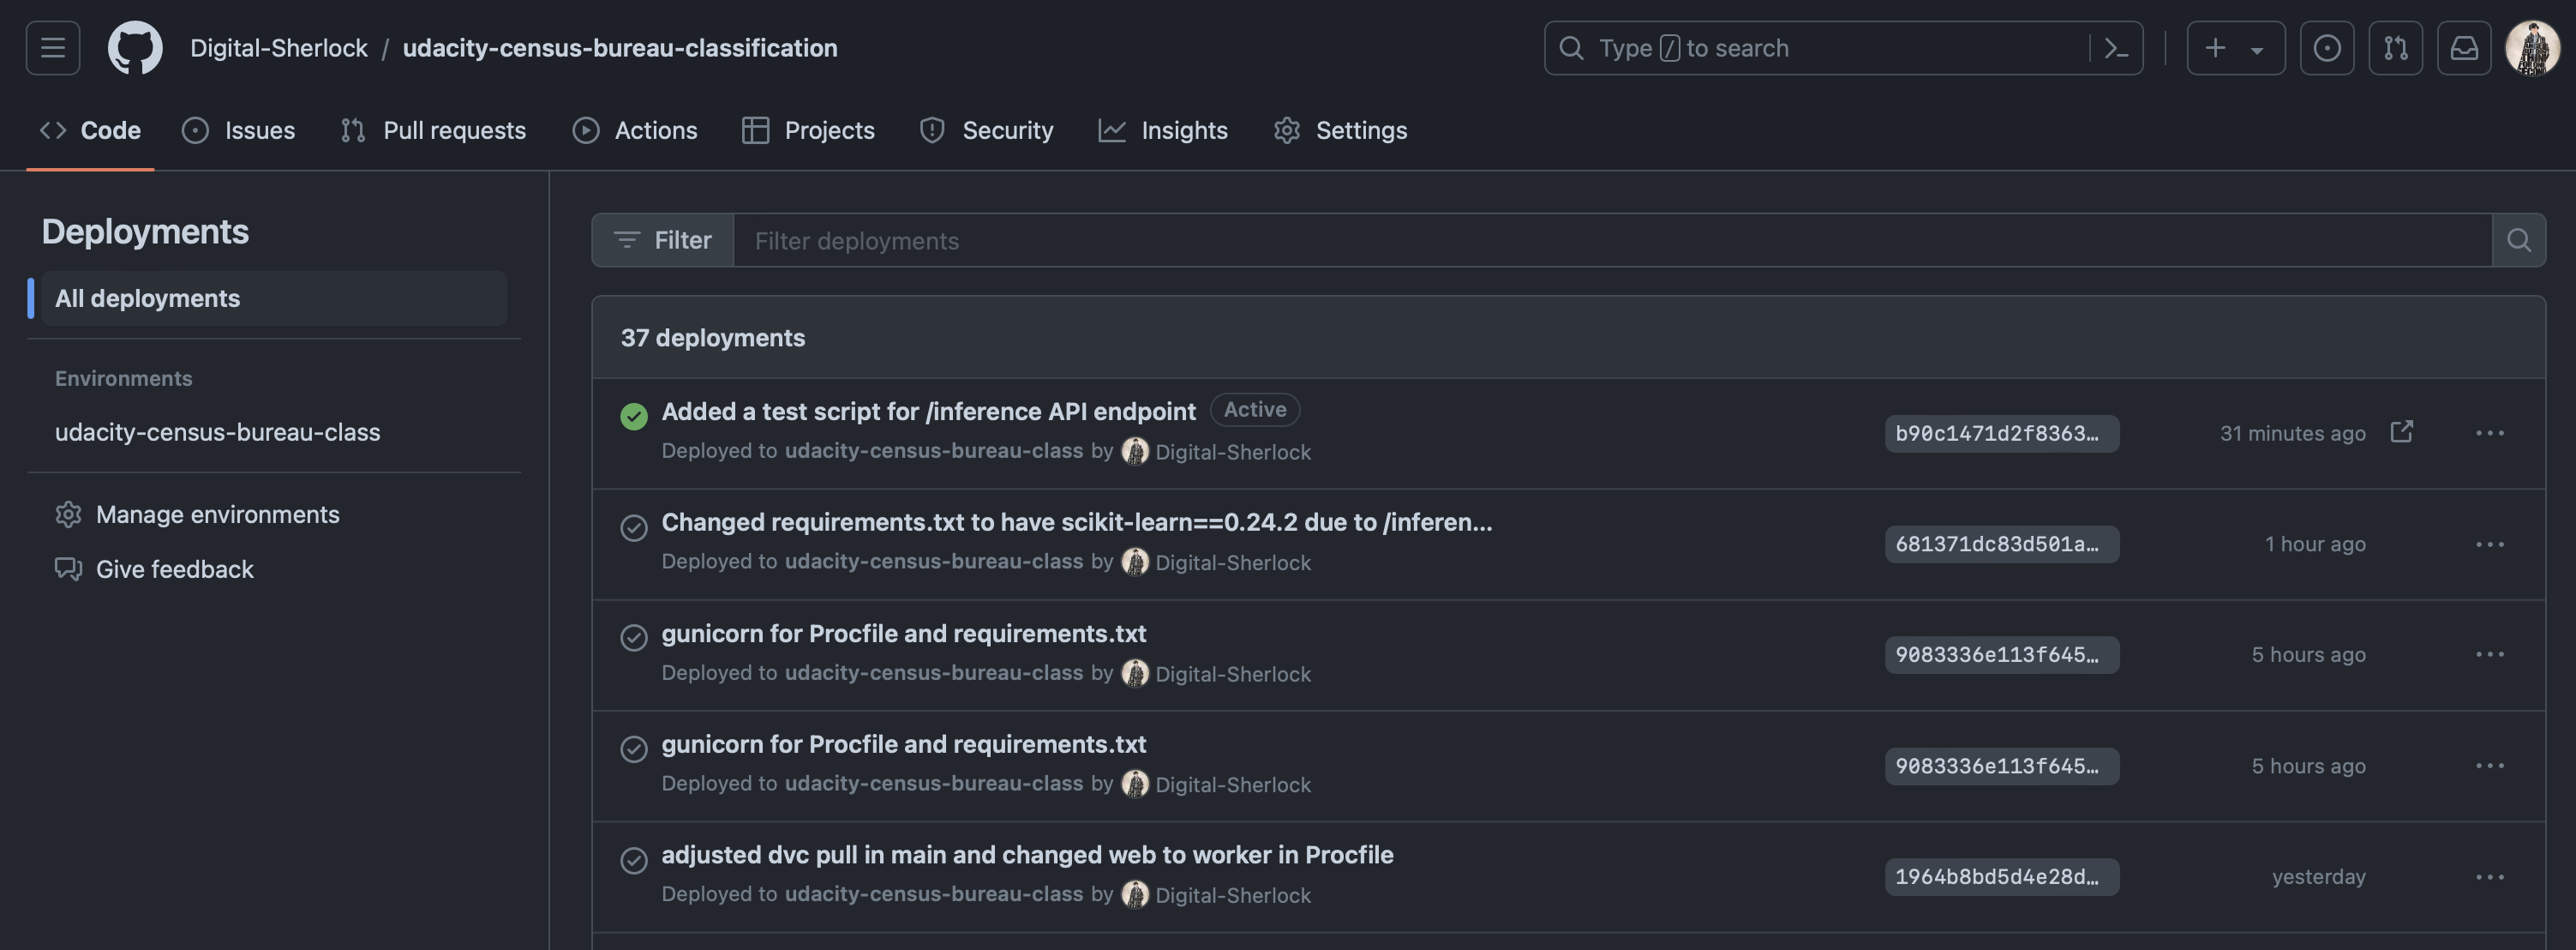 Digital-Sherlock / udacity-census-bureau-classification
Type / to search
Code Issues Pull requests Actions Projects Security Insights Settings
Deployments
All deployments
Environments
udacity-census-bureau-class
Manage environments
Give feedback
Filter Filter deployments
37 deployments
Added a test script for /inference API endpoint Active
Deployed to udacity-census-bureau-class by Digital-Sherlock
b90c1471d2f8363… 31 minutes ago
Changed requirements.txt to have scikit-learn==0.24.2 due to /inferen…
Deployed to udacity-census-bureau-class by Digital-Sherlock
681371dc83d501a… 1 hour ago
gunicorn for Procfile and requirements.txt
Deployed to udacity-census-bureau-class by Digital-Sherlock
9083336e113f645… 5 hours ago
gunicorn for Procfile and requirements.txt
Deployed to udacity-census-bureau-class by Digital-Sherlock
9083336e113f645… 5 hours ago
adjusted dvc pull in main and changed web to worker in Procfile
Deployed to udacity-census-bureau-class by Digital-Sherlock
1964b8bd5d4e28d… yesterday